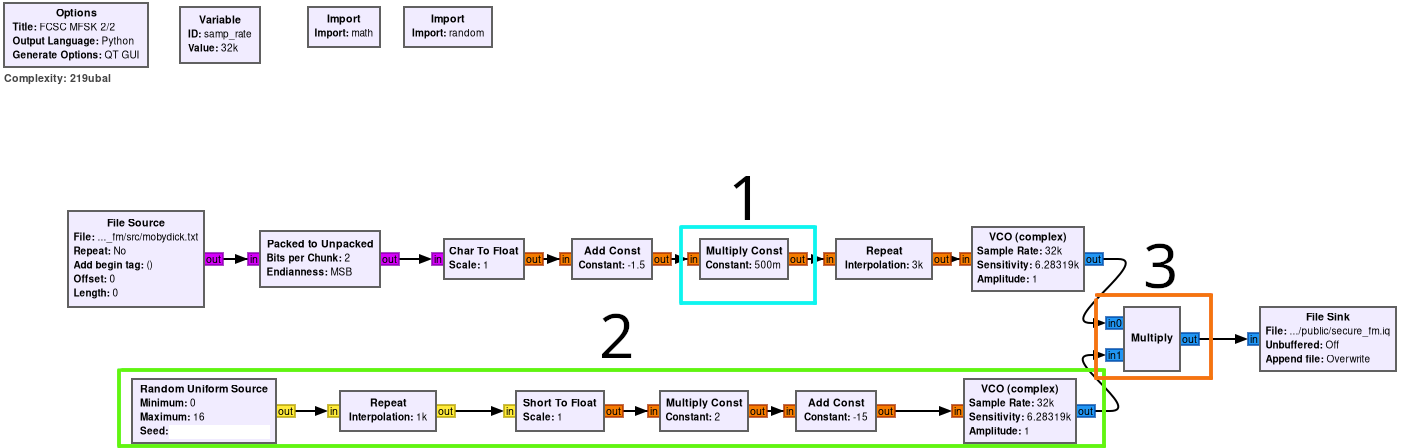 Options
Title: FCSC MFSK 2/2
Output Language: Python
Generate Options: QT GUI
Variable
ID: samp_rate
Value: 32k
Import
Import: math
Import
Import: random
Complexity: 219ubal
1
File Source
File: ..._fm/src/mobydick.txt
Repeat: No
Add begin tag: ()
Offset: 0
Length: 0
out
in
Packed to Unpacked
Bits per Chunk: 2
Endianness: MSB
out
in
Char To Float
Scale: 1
out
in
Add Const
Constant: -1.5
out
in
Multiply Const
Constant: 500m
out
in
Repeat
Interpolation: 3k
out
in
VCO (complex)
Sample Rate: 32k
Sensitivity: 6.28319k
Amplitude: 1
out
3
in0
in1
Multiply
out
in
File Sink
File: .../public/secure_fm.iq
Unbuffered: Off
Append file: Overwrite
2
Random Uniform Source
Minimum: 0
Maximum: 16
Seed:
out
in
Repeat
Interpolation: 1k
out
in
Short To Float
Scale: 1
out
in
Multiply Const
Constant: 2
out
in
Add Const
Constant: -15
out
in
VCO (complex)
Sample Rate: 32k
Sensitivity: 6.28319k
Amplitude: 1
out